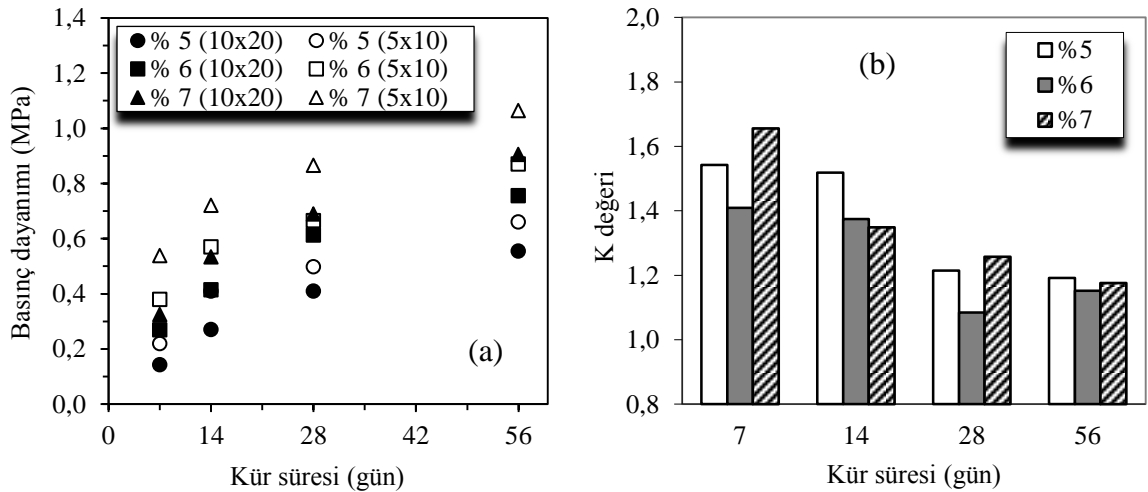 Basınç dayanımı (MPa)
1,4
1,2
1,0
0,8
0,6
0,4
0,2
0,0
% 5 (10x20) % 5 (5x10)
% 6 (10x20) % 6 (5x10)
% 7 (10x20) % 7 (5x10)
(a)
0 14 28 42 56
Kür süresi (gün)
K değeri
2,0
1,8
1,6
1,4
1,2
1,0
0,8
(b)
%5
%6
%7
7 14 28 56
Kür süresi (gün)